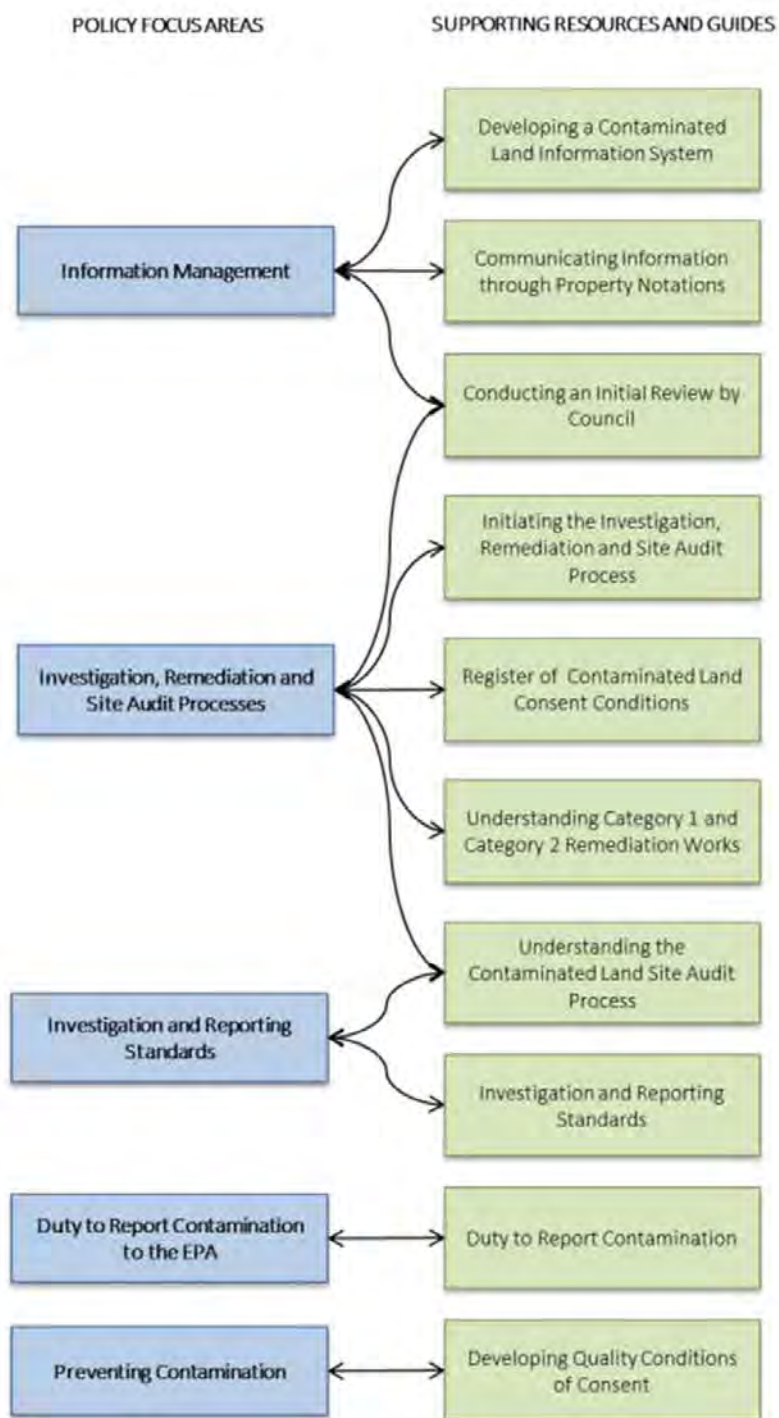 POLICY FOCUS AREAS
SUPPORTING RESOURCES AND GUIDES
Developing a Contaminated
Land Information System
Information Management
Communicating Information
through Property Notations
Conducting an Initial Review by
Council
Initiating the Investigation,
Remediation and Site Audit
Process
Investigation, Remediation and
Site Audit Processes
Register of Contaminated Land
Consent Conditions
Understanding Category 1 and
Category 2 Remediation Works
Understanding the
Contaminated Land Site Audit
Process
Investigation and Reporting
Standards
Investigation and Reporting
Standards
Duty to Report Contamination
to the EPA
Duty to Report Contamination
Preventing Contamination
Developing Quality Conditions
of Consent